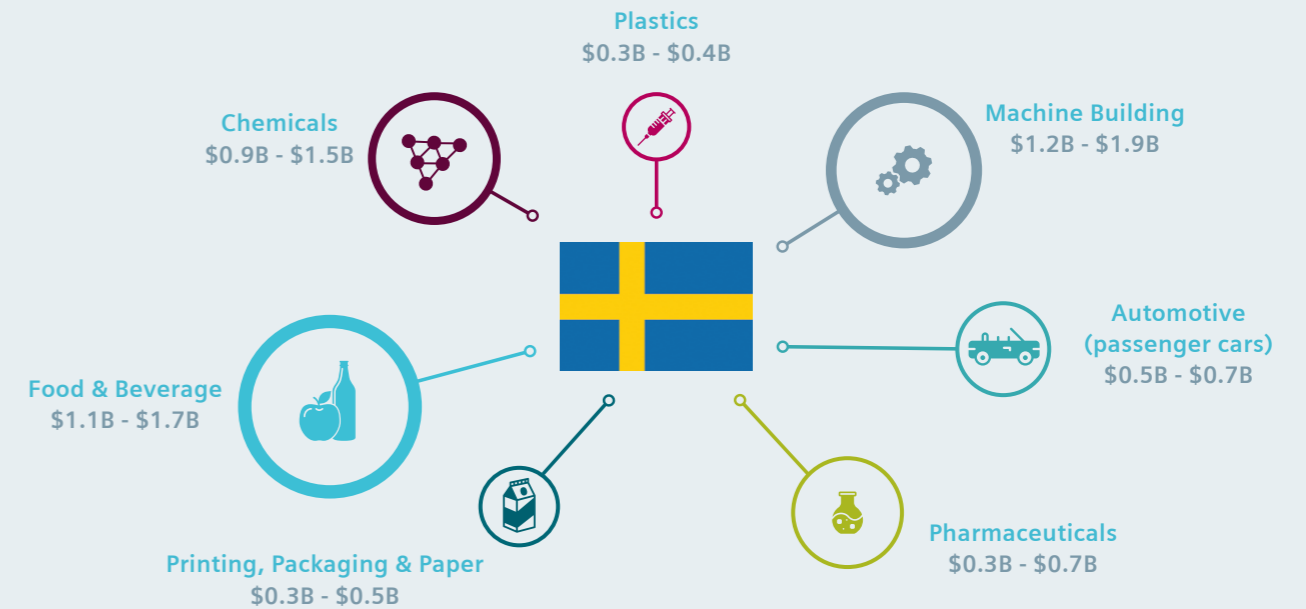 Plastics
$0.3B - $0.4B
Chemicals
$0.9B - $1.5B
Machine Building
$1.2B - $1.9B
Automotive
(passenger cars)
$0.5B - $0.7B
Food & Beverage
$1.1B - $1.7B
Pharmaceuticals
$0.3B - $0.7B
Printing, Packaging & Paper
$0.3B - $0.5B